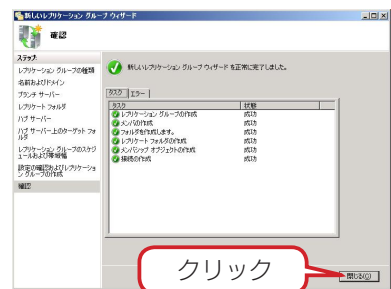 新しいレプリケーション グループ ウィザード
確認
ステップ:
レプリケーション グループの種類
名前およびドメイン
ブランチ サーバー
レプリケート フォルダ
ハブ サーバー
ハブ サーバー上のターゲット フォ
ルダ
レプリケーション グループのスケジ
ュールおよび帯域幅
設定の確認およびレプリケーショ
ン グループの作成
確認
新しいレプリケーション グループ ウィザード を正常に完了しました。
タスク エラー
タスク 状態
レプリケーション グループの作成 成功
メンバの作成 成功
フォルダを作成します。 成功
レプリケート フォルダの作成 成功
メンバシップ オブジェクトの作成 成功
接続の作成 成功
クリック
閉じる(C)